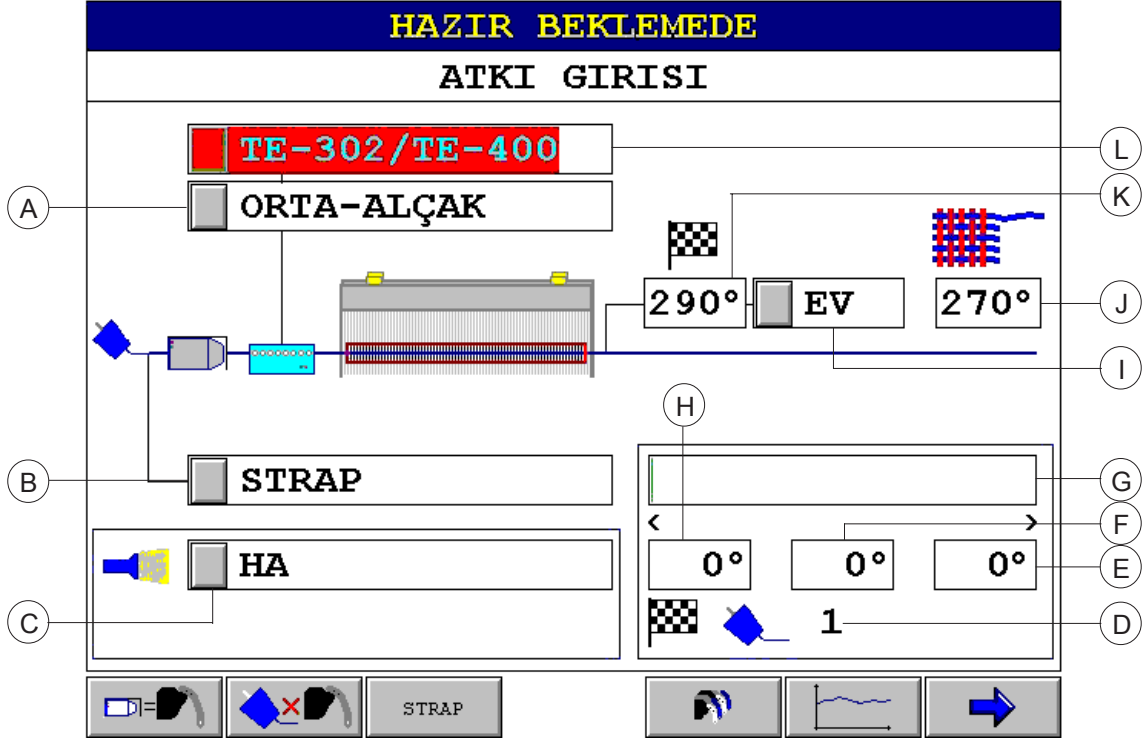 HAZIR BEKLEMEDE
ATKI GIRISI
TE-302/TE-400
L
A
ORTA-ALÇAK
K
290°
EV
270°
J
I
H
B
STRAP
G
< >
F
0° 0° 0°
E
HA
C
1
D
STRAP